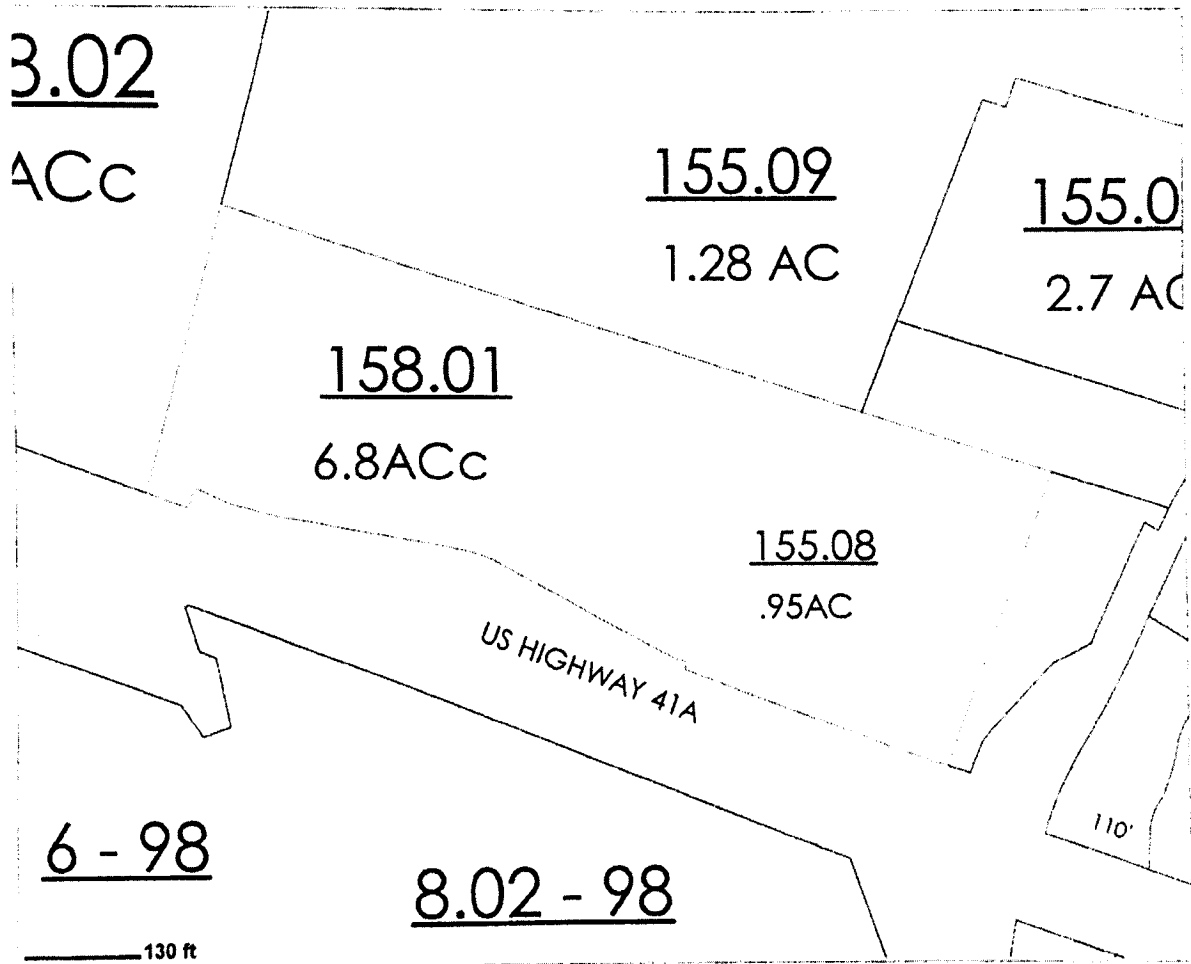 3.02
ACc
155.09
1.28 AC
155.0
2.7 AC
158.01
6.8ACc
155.08
.95AC
US HIGHWAY 41A
110'
6 - 98
8.02 - 98
130 ft